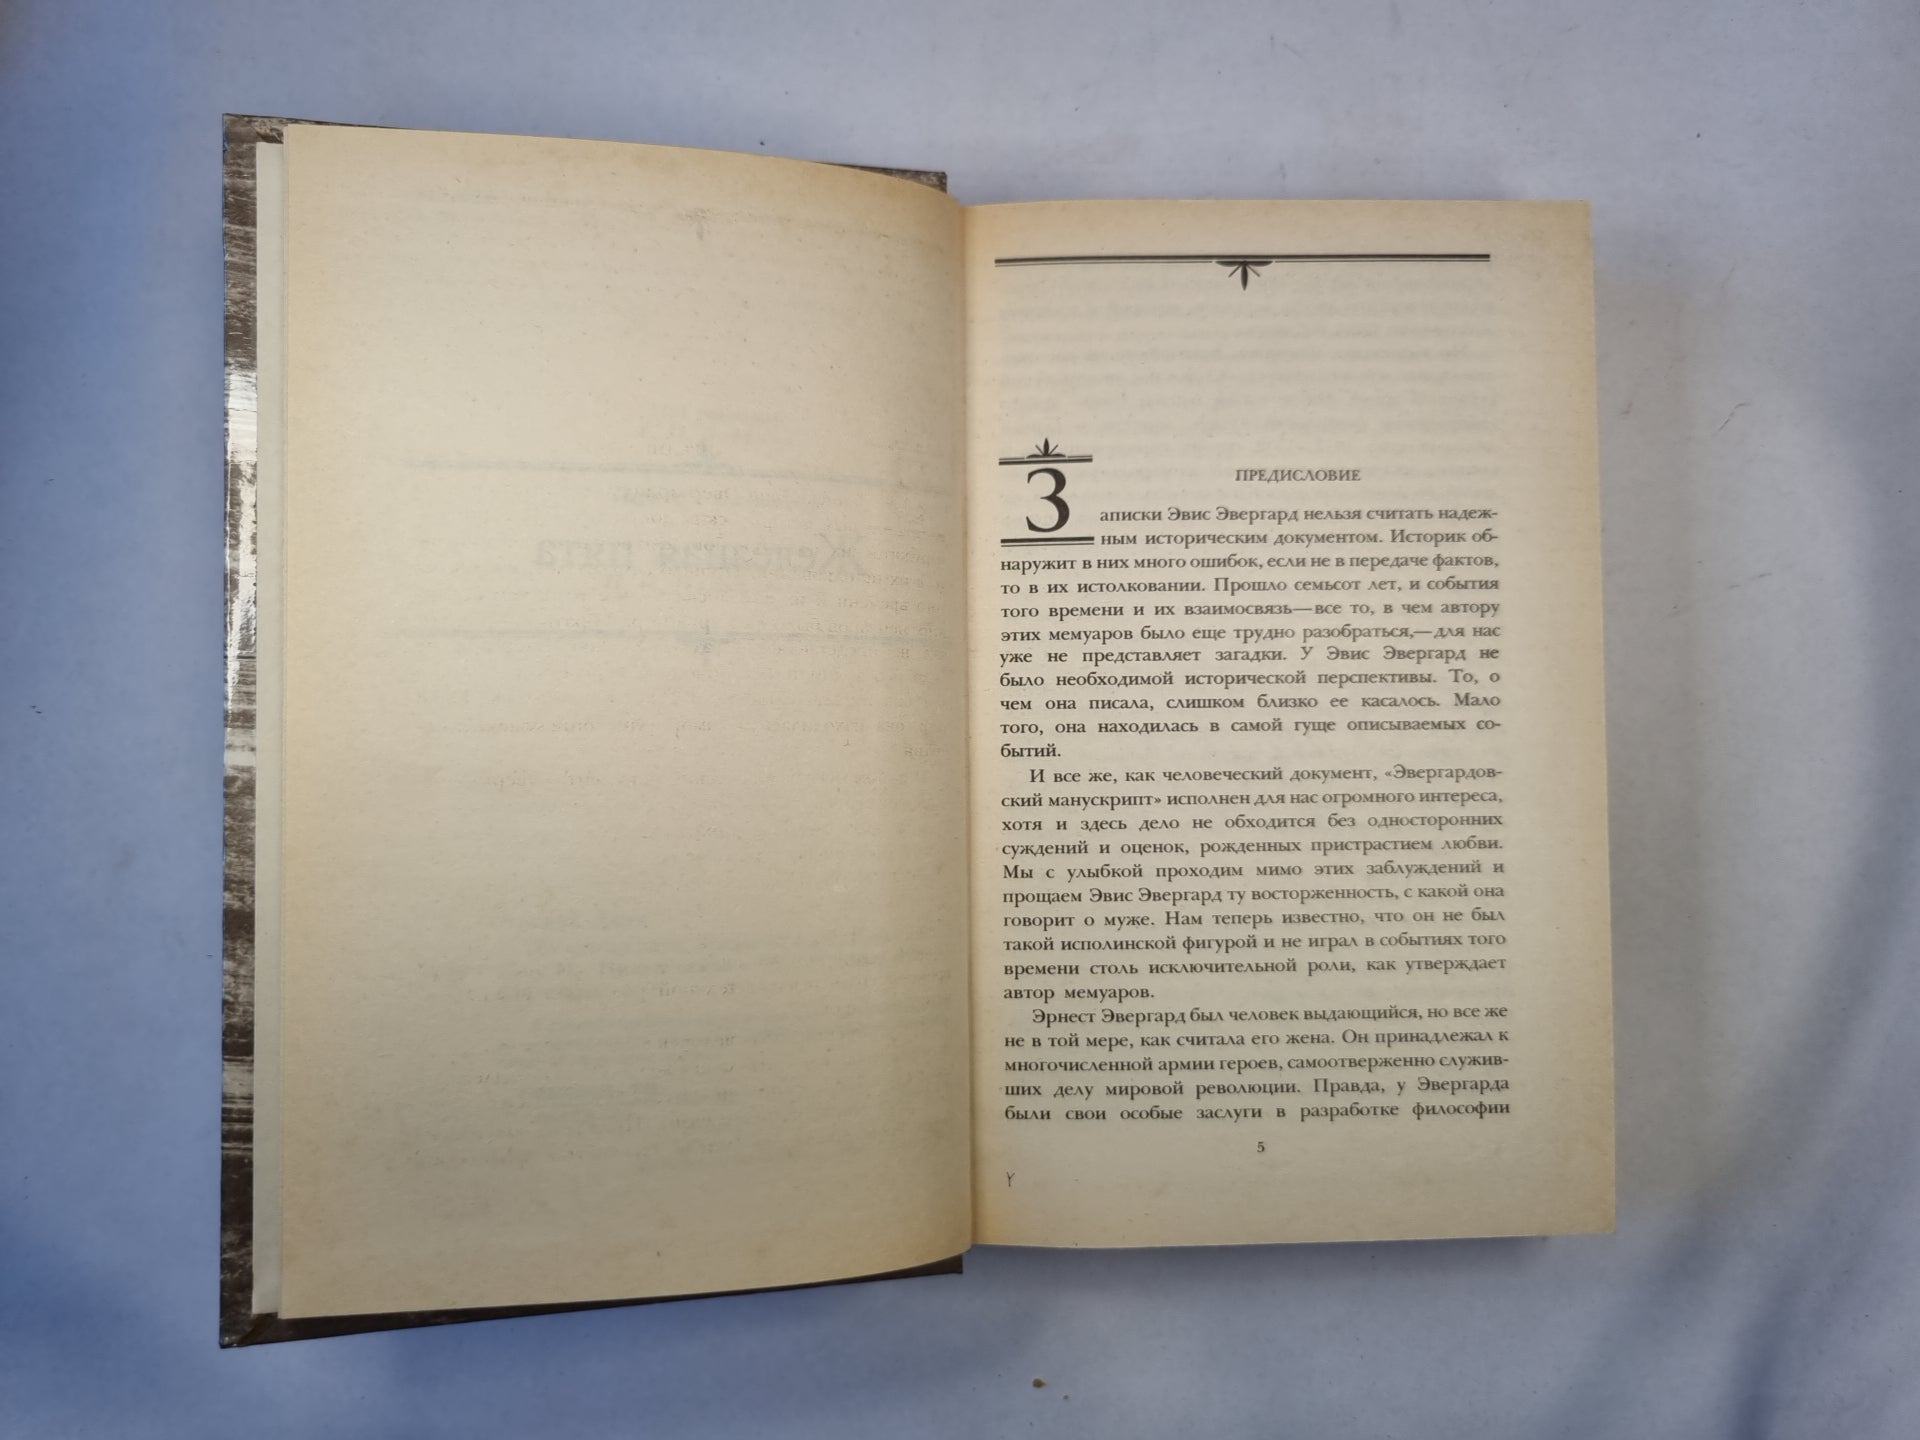 ПРЕДИСЛОВИЕ
Записки Эвис Эвергард нельзя считать надеж-
ным историческим документом. Историк об-
наружит в них много ошибок, если не в передаче фактов,
то в их истолковании. Прошло семьсот лет, и события
того времени и их взаимосвязь—все то, в чем автору
этих мемуаров было еще трудно разобраться,—для нас
уже не представляет загадки. У Эвис Эвергард не
было необходимой исторической перспективы. То, о
чем она писала, слишком близко ее касалось. Мало
того, она находилась в самой гуще описываемых со-
бытий.
И все же, как человеческий документ, «Эвергардов-
ский манускрипт» исполнен для нас огромного интереса,
хотя и здесь дело не обходится без односторонних
суждений и оценок, рожденных пристрастием любви.
Мы с улыбкой проходим мимо этих заблуждений и
прощаем Эвис Эвергард ту восторженность, с какой она
говорит о муже. Нам теперь известно, что он не был
такой исполинской фигурой и не играл в событиях того
времени столь исключительной роли, как утверждает
автор мемуаров.
Эрнест Эвергард был человек выдающийся, но все же
не в той мере, как считала его жена. Он принадлежал к
многочисленной армии героев, самоотверженно служив-
ших делу мировой революции. Правда, у Эвергарда
были свои особые заслуги в разработке философии
5